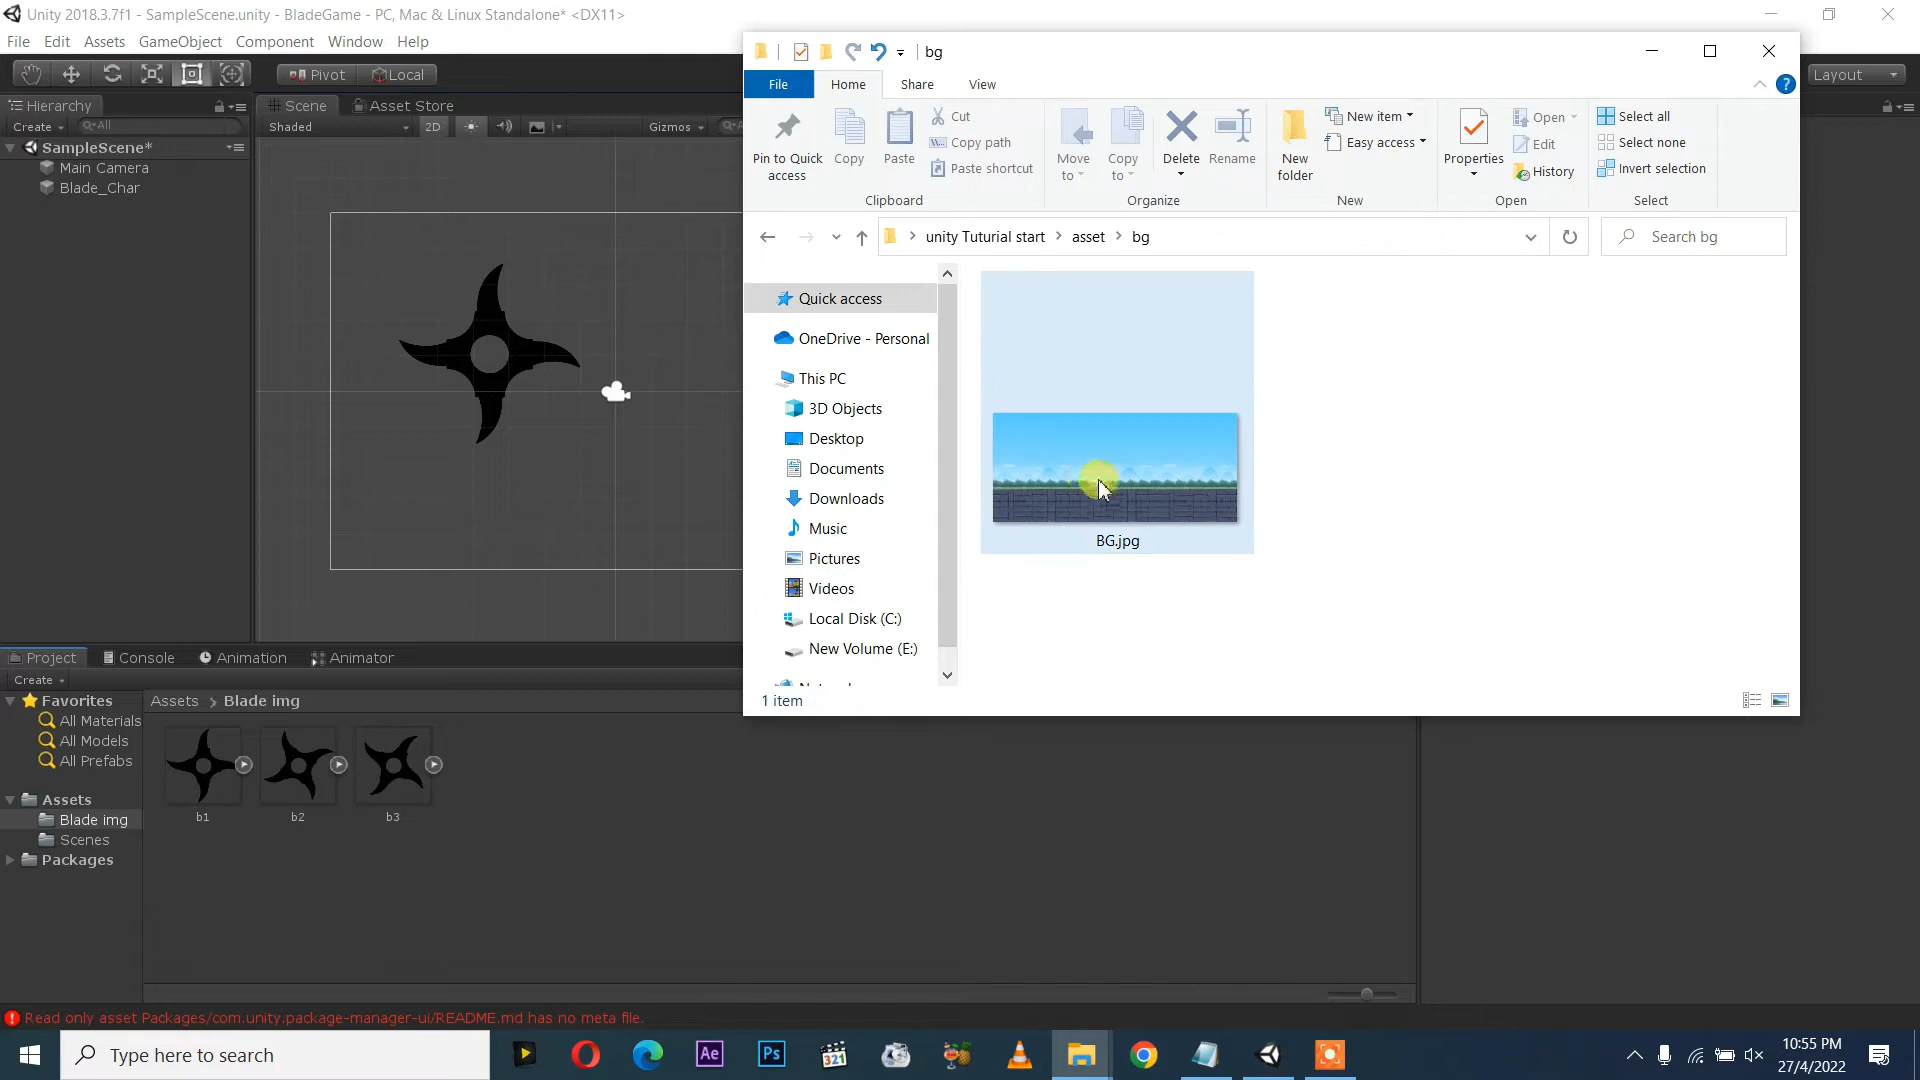 Unity 2018.3.7f1 - SampleScene.unity - BladeGame - PC, Mac & Linux Standalone* <DX11>
File Edit Assets GameObject Component Window Help
Pivot Local
Layout
Hierarchy
Scene Asset Store
Create All
Shaded 2D Gizmos
SampleScene*
Main Camera
Blade_Char
bg
File Home Share View
Pin to Quick access
Copy
Paste
Cut
Copy path
Paste shortcut
Clipboard
Move to
Copy to
Delete
Rename
Organize
New folder
New item
Easy access
New
Properties
Open
Edit
History
Open
Select all
Select none
Invert selection
Select
unity Tuturial start asset bg
Search bg
Quick access
OneDrive - Personal
This PC
3D Objects
Desktop
Documents
Downloads
Music
Pictures
Videos
Local Disk (C:)
New Volume (E:)
BG.jpg
1 item
Project Console Animation Animator
Create
Favorites
All Materials
All Models
All Prefabs
Assets
Blade img
Scenes
Packages
Assets Blade img
b1 b2 b3
Read only asset Packages/com.unity.package-manager-ui/README.md has no meta file.
Type here to search
Ae
Ps
321
10:55 PM
27/4/2022